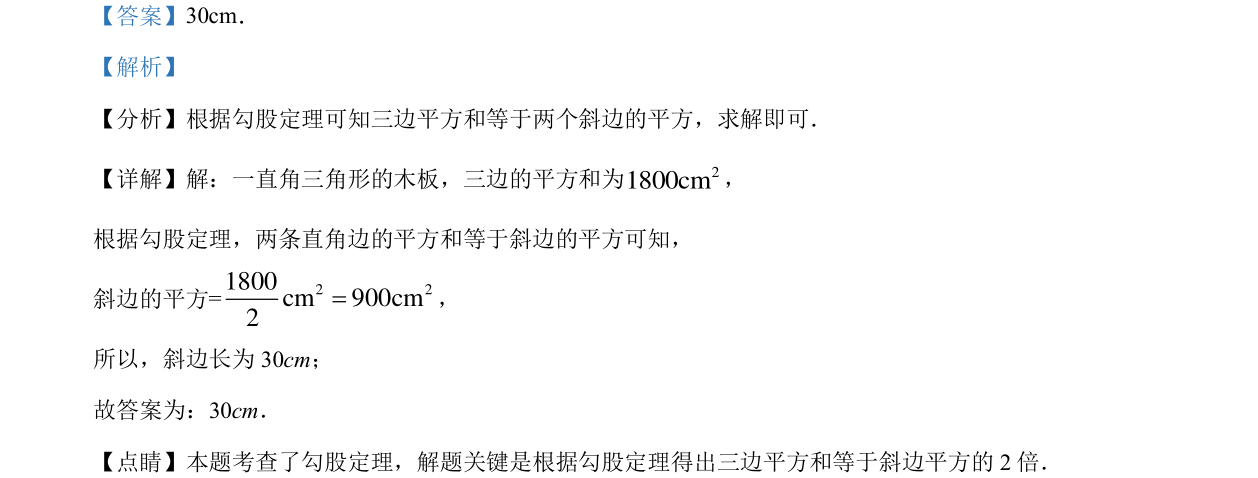 【答案】30cm．
【解析】
【分析】根据勾股定理可知三边平方和等于两个斜边的平方，求解即可．
【详解】解：一直角三角形的木板，三边的平方和为1800cm²，
根据勾股定理，两条直角边的平方和等于斜边的平方可知，
斜边的平方=\frac{1800}{2}cm²=900cm²，
所以，斜边长为 30cm；
故答案为：30cm．
【点睛】本题考查了勾股定理，解题关键是根据勾股定理得出三边平方和等于斜边平方的 2 倍．